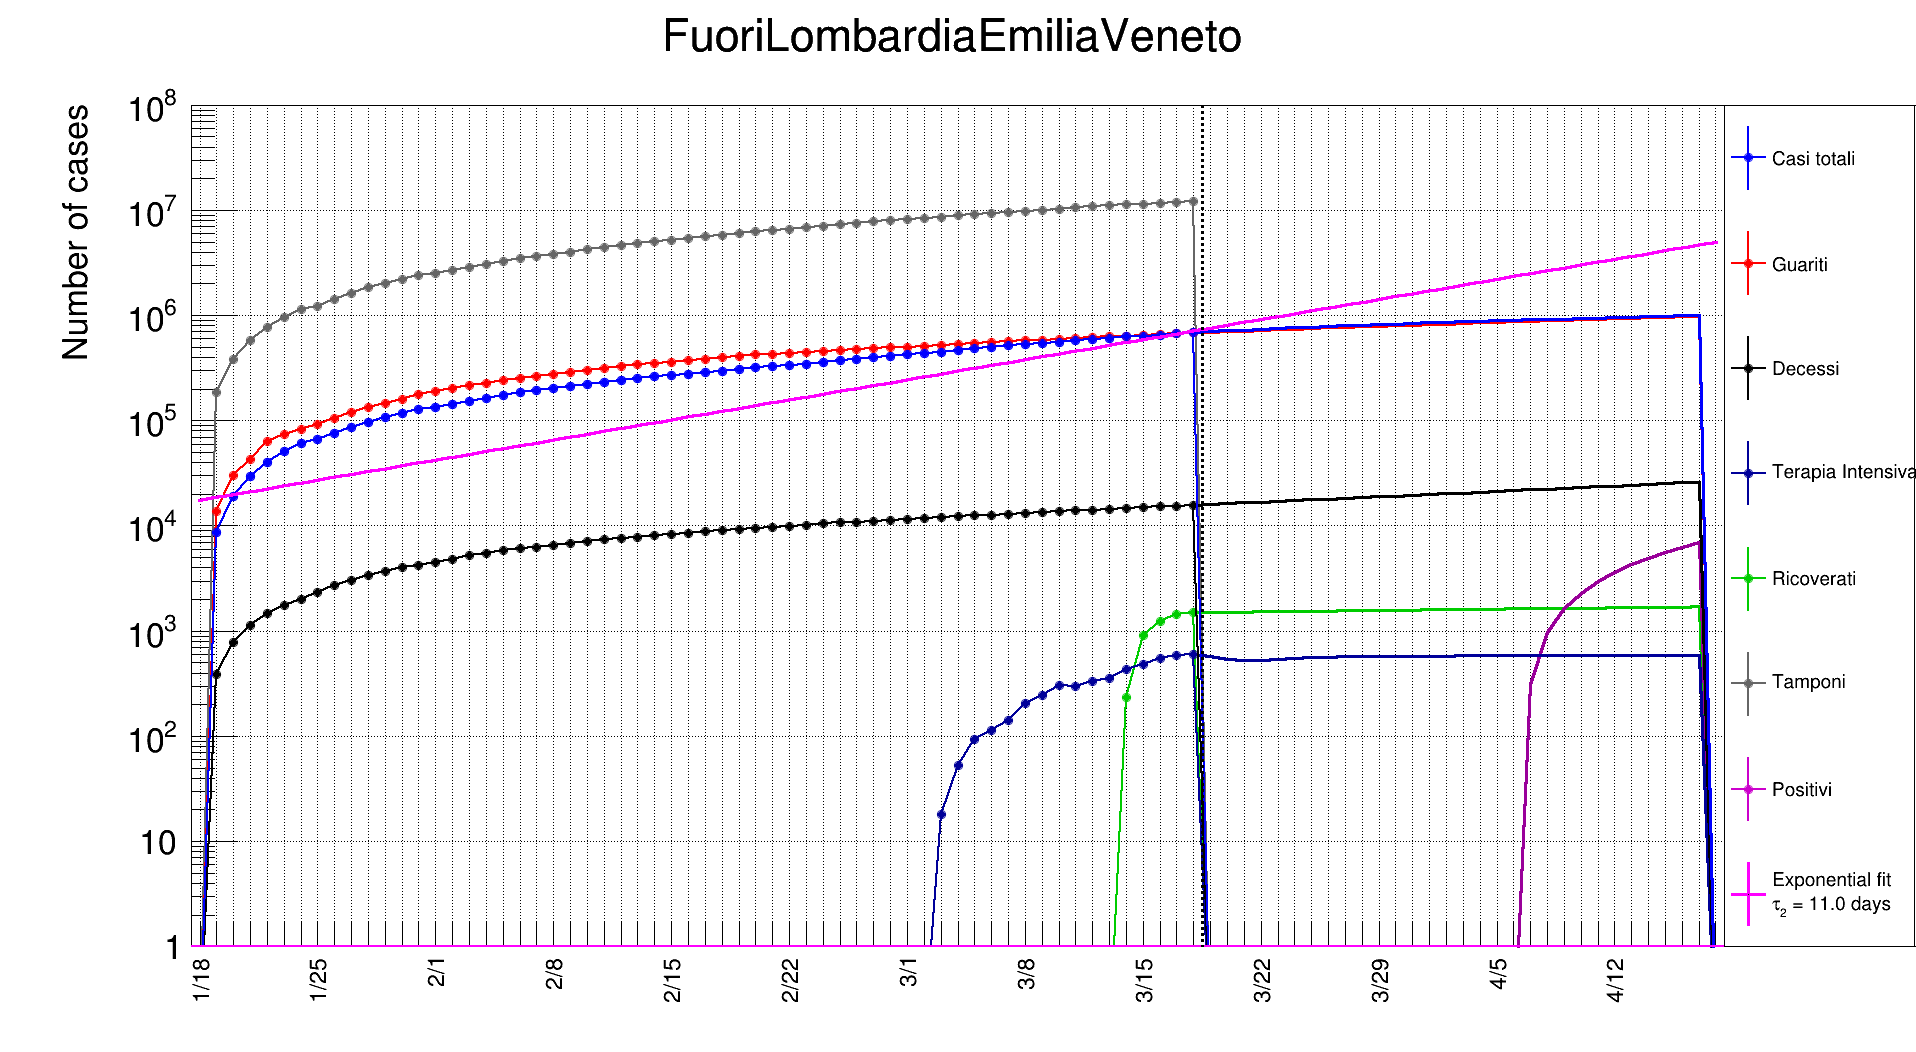 FuoriLombardiaEmiliaVeneto
Number of cases
10^8
10^7
10^6
10^5
10^4
10^3
10^2
10
1
1/18 1/25 2/1 2/8 2/15 2/22 3/1 3/8 3/15 3/22 3/29 4/5 4/12
Casi totali
Guariti
Decessi
Terapia Intensiva
Ricoverati
Tamponi
Positivi
Exponential fit
τ_2 = 11.0 days